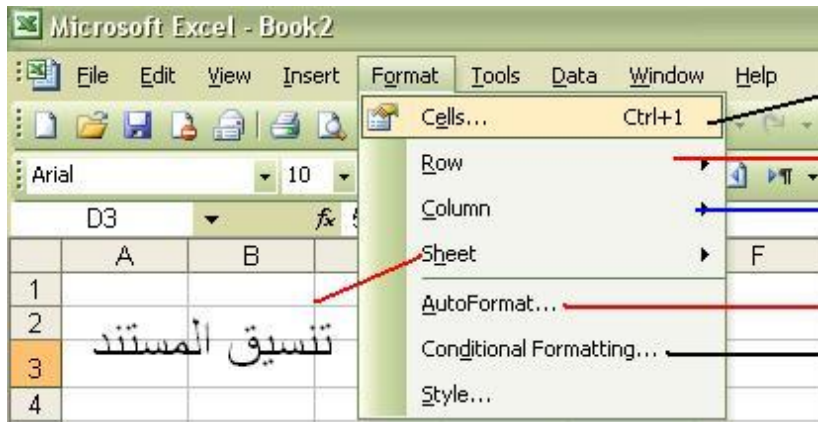 Microsoft Excel - Book2
File Edit View Insert Format Tools Data Window Help
Cells... Ctrl+1
Arial 10
Row
D3 fx
Column
A B F
Sheet
1
2
تنسيق المستند
AutoFormat...
3
Conditional Formatting...
4
Style...